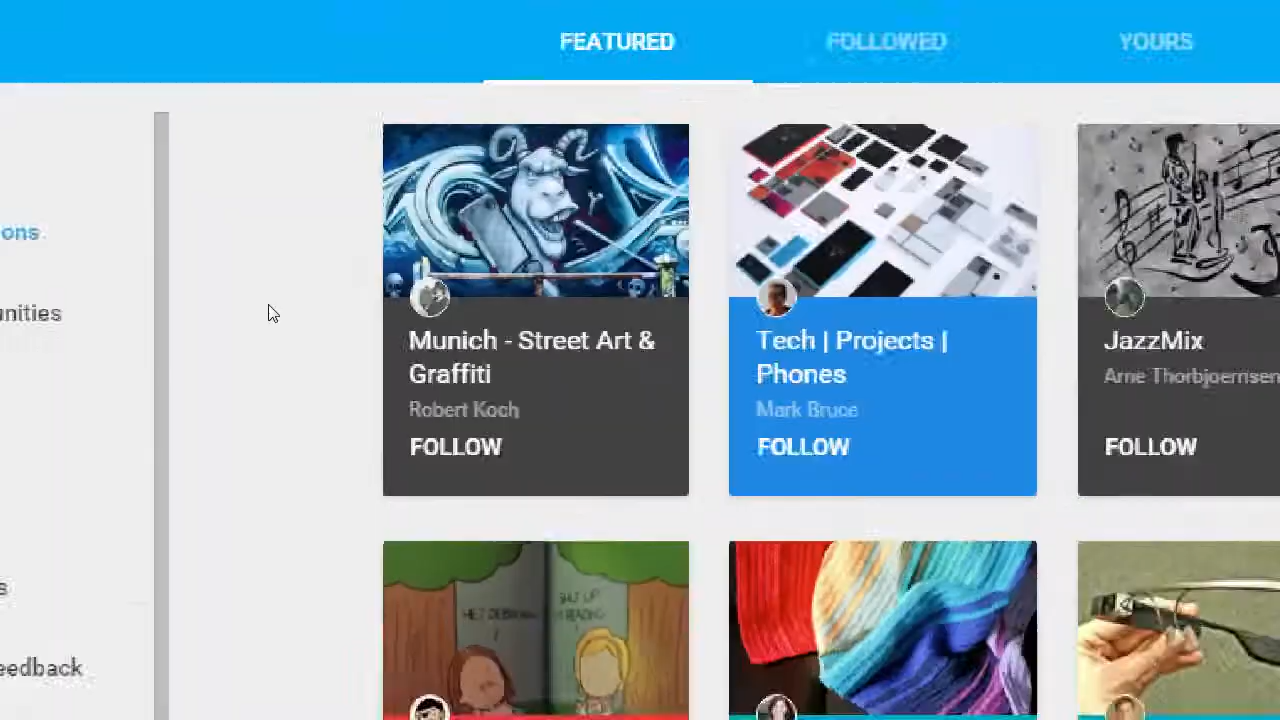 FEATURED
FOLLOWED
YOURS
ons
unities
s
eedback
Munich - Street Art &
Graffiti
Robert Koch
FOLLOW
Tech | Projects |
Phones
Mark Bruce
FOLLOW
JazzMix
Arne Thorbjoernsen
FOLLOW